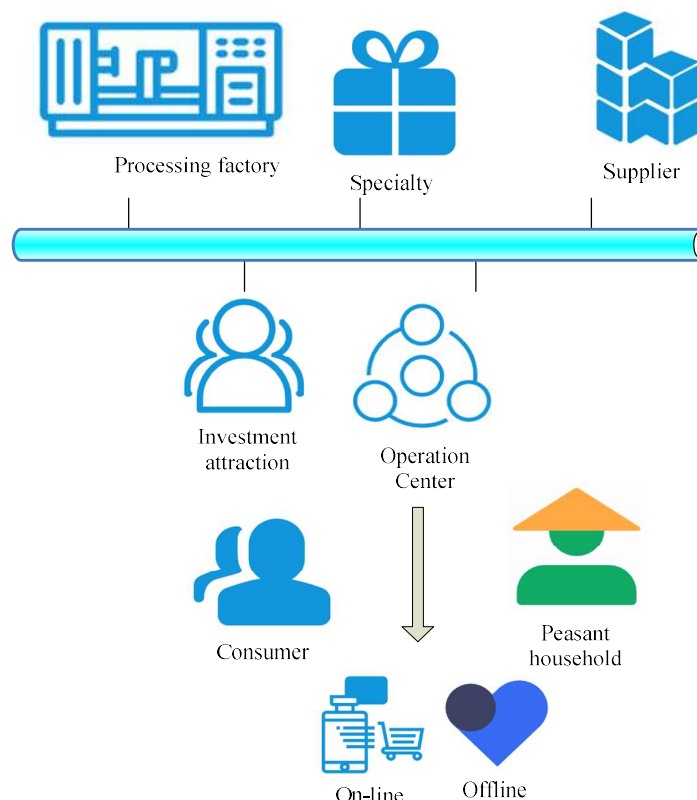 Processing factory
Specialty
Supplier
Investment
attraction
Operation
Center
Consumer
Peasant
household
On-line
Offline